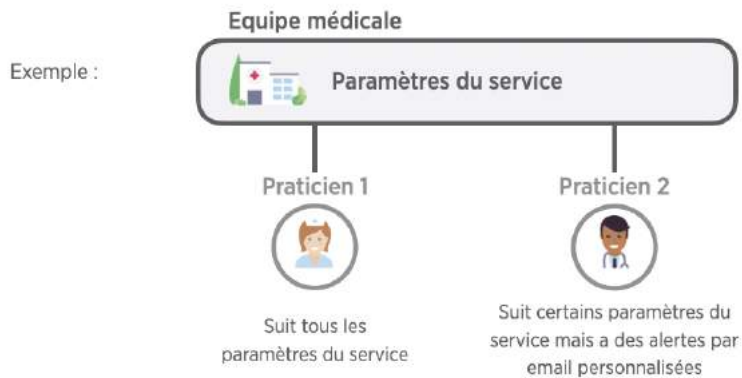 Equipe médicale
Exemple :
Paramètres du service
Praticien 1
Praticien 2
Suit tous les
paramètres du service
Suit certains paramètres du
service mais a des alertes par
email personnalisées